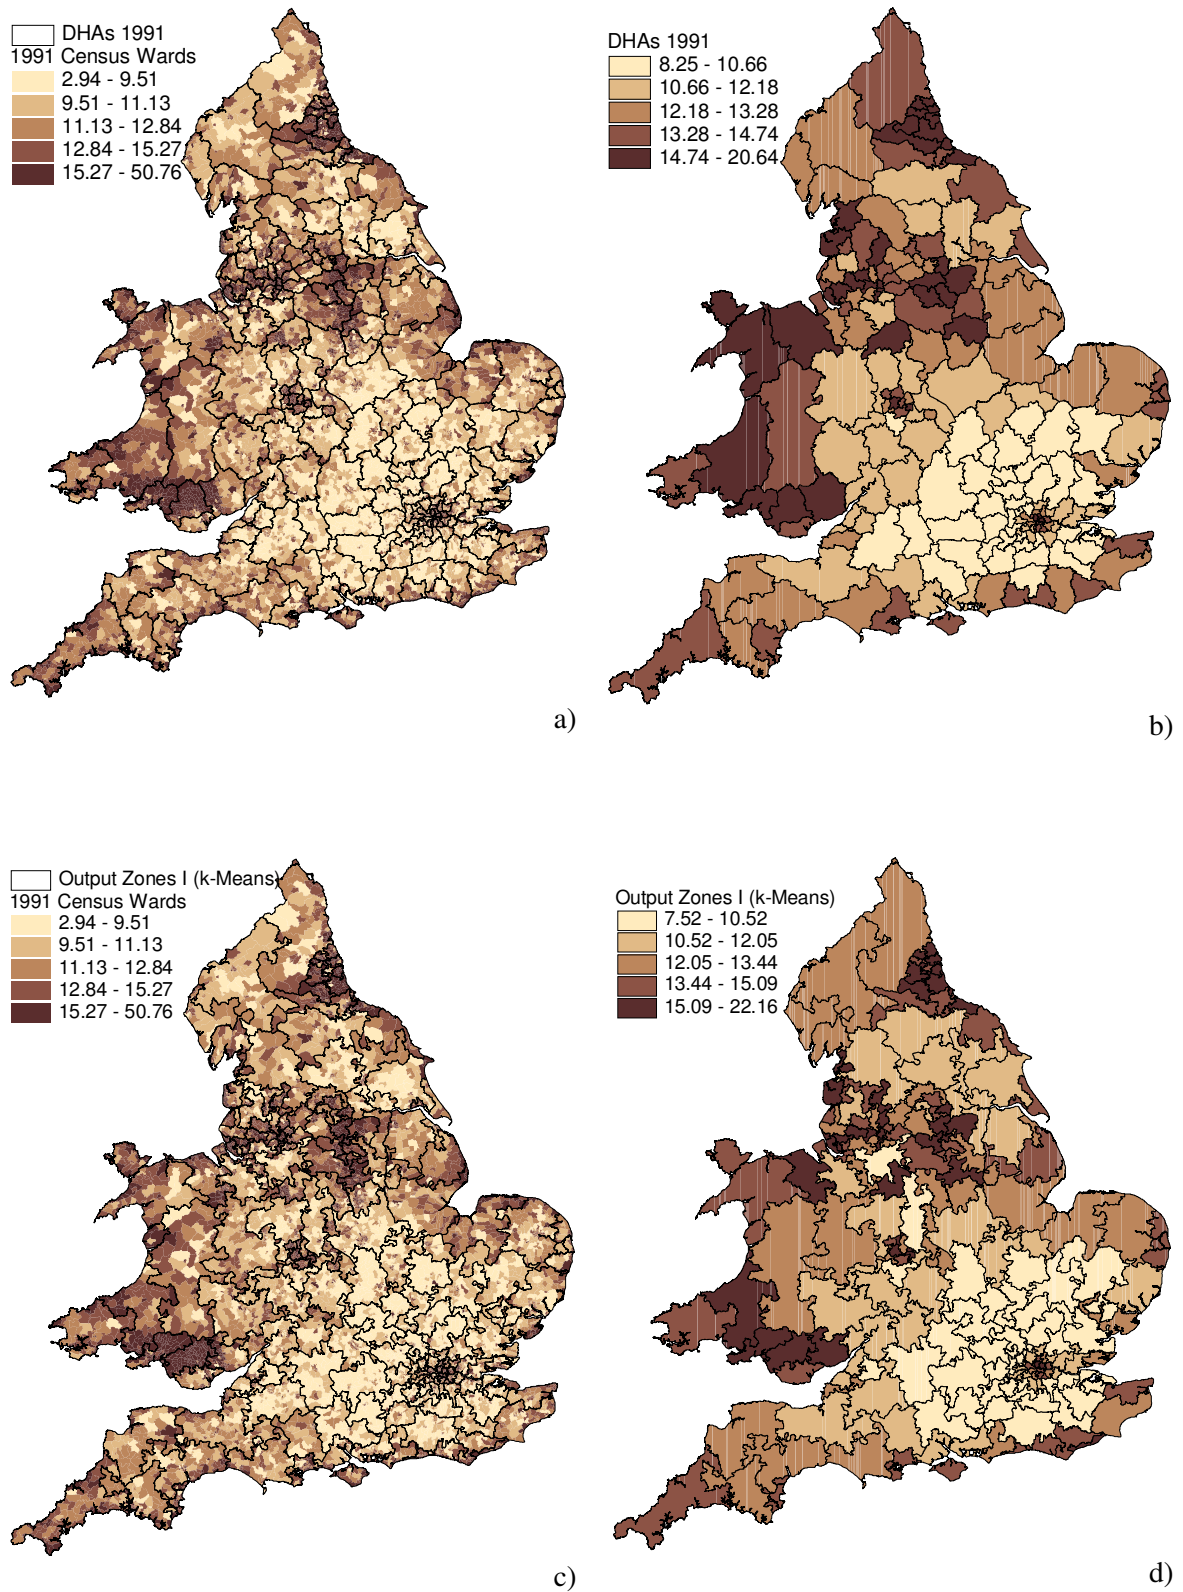 DHAs 1991
1991 Census Wards
2.94 - 9.51
9.51 - 11.13
11.13 - 12.84
12.84 - 15.27
15.27 - 50.76
a)
DHAs 1991
8.25 - 10.66
10.66 - 12.18
12.18 - 13.28
13.28 - 14.74
14.74 - 20.64
b)
Output Zones I (k-Means)
1991 Census Wards
2.94 - 9.51
9.51 - 11.13
11.13 - 12.84
12.84 - 15.27
15.27 - 50.76
c)
Output Zones I (k-Means)
7.52 - 10.52
10.52 - 12.05
12.05 - 13.44
13.44 - 15.09
15.09 - 22.16
d)